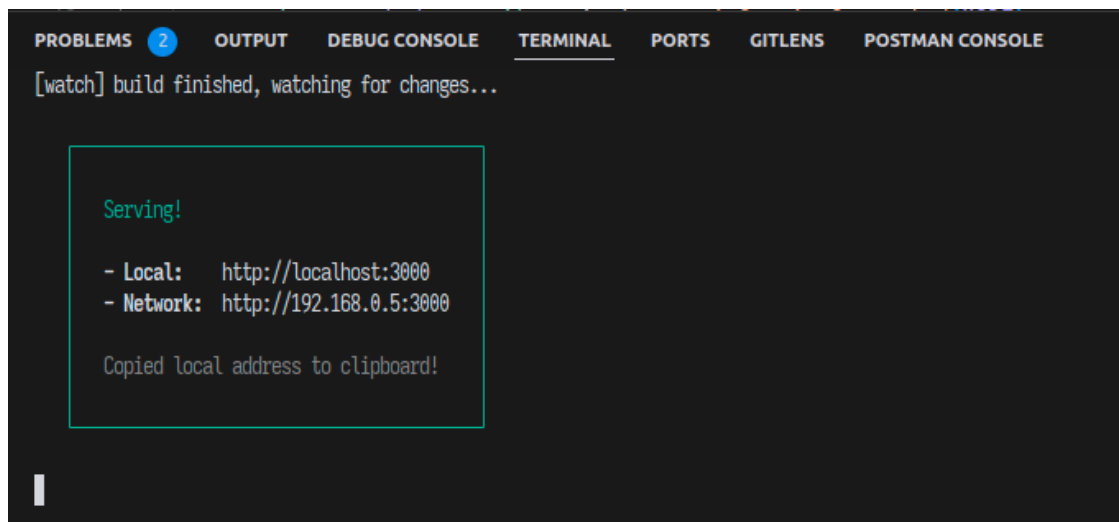 PROBLEMS 2 OUTPUT DEBUG CONSOLE TERMINAL PORTS GITLENS POSTMAN CONSOLE
[watch] build finished, watching for changes...
Serving!
- Local: http://localhost:3000
- Network: http://192.168.0.5:3000
Copied local address to clipboard!